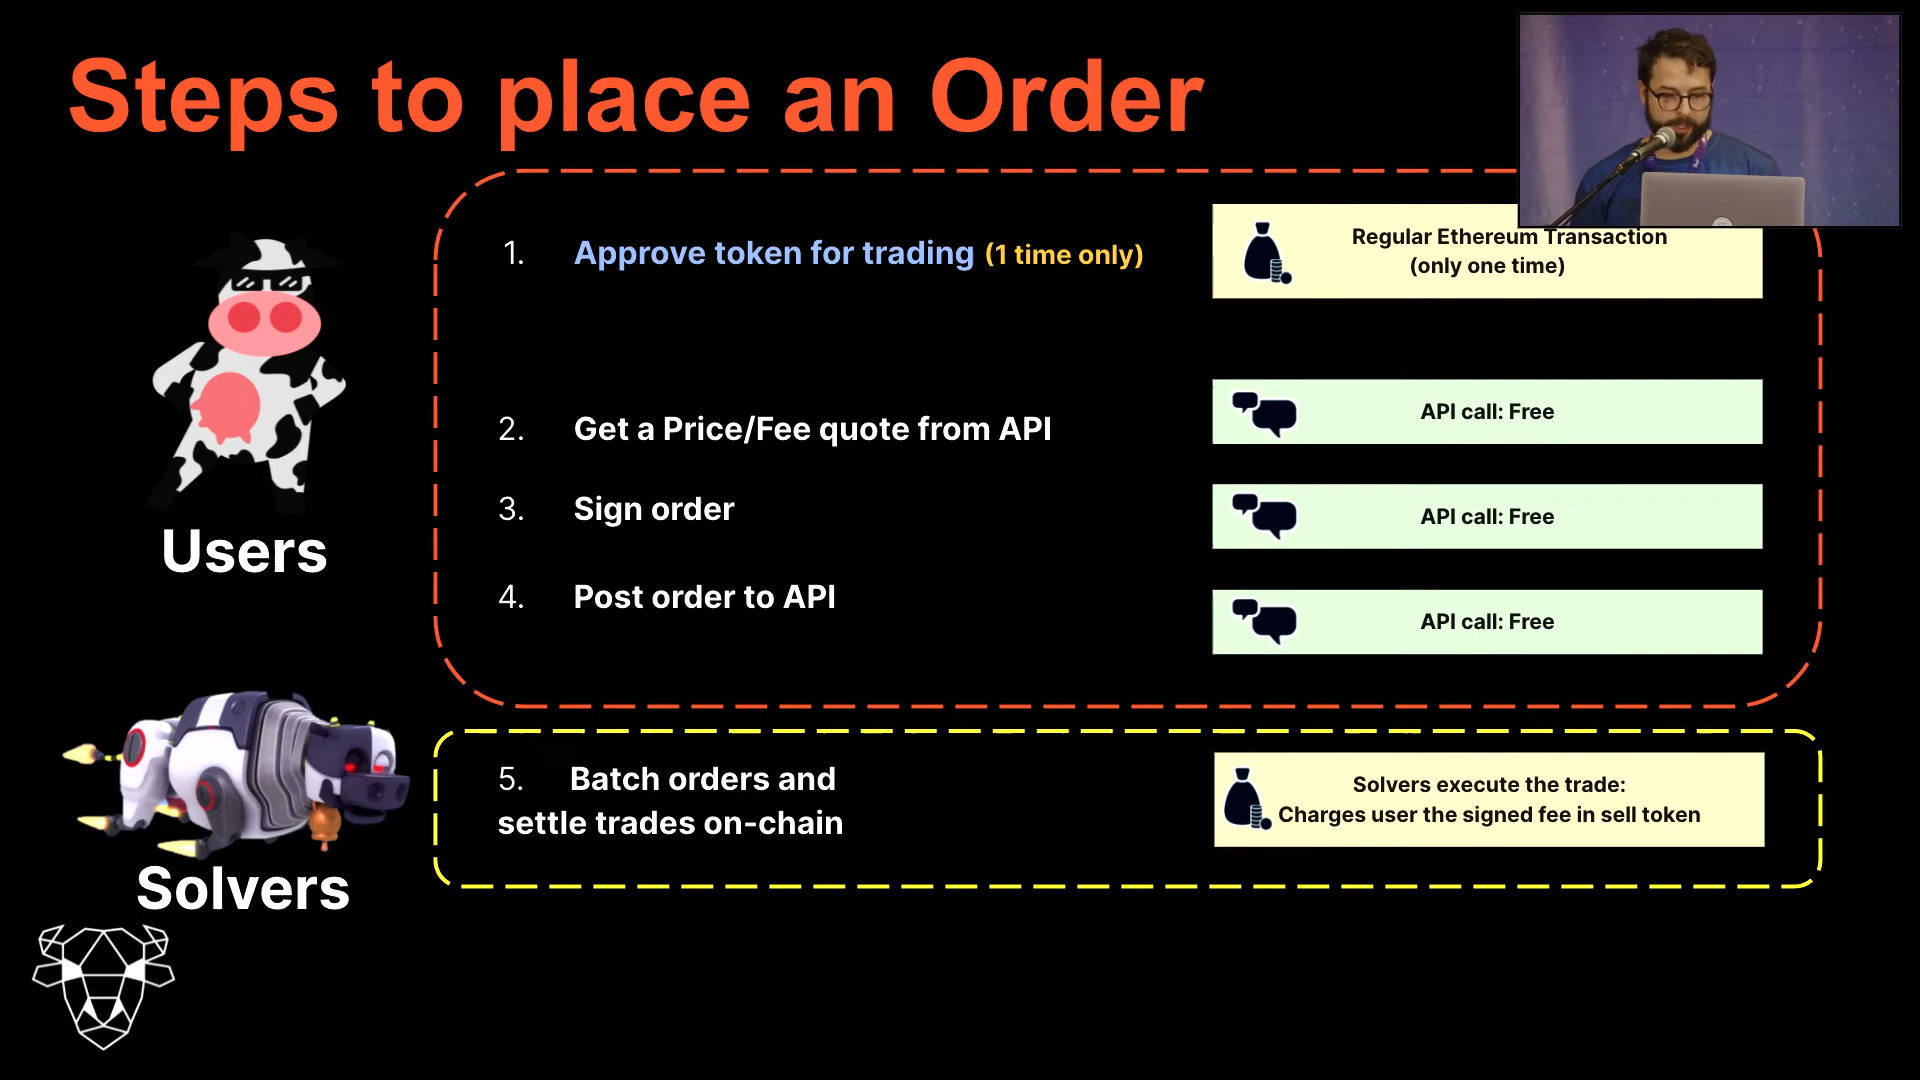 Steps to place an Order
1. Approve token for trading (1 time only)
Regular Ethereum Transaction
(only one time)
2. Get a Price/Fee quote from API
API call: Free
3. Sign order
API call: Free
4. Post order to API
API call: Free
Users
5. Batch orders and
settle trades on-chain
Solvers execute the trade:
Charges user the signed fee in sell token
Solvers